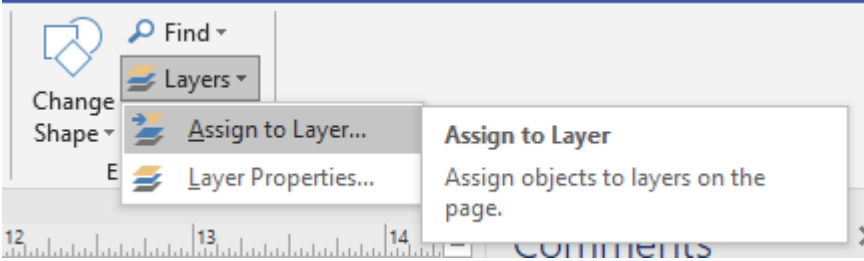 Find
Layers
Change
Shape
E
Assign to Layer...
Layer Properties...
Assign to Layer
Assign objects to layers on the
page.
12 13 14
Comments